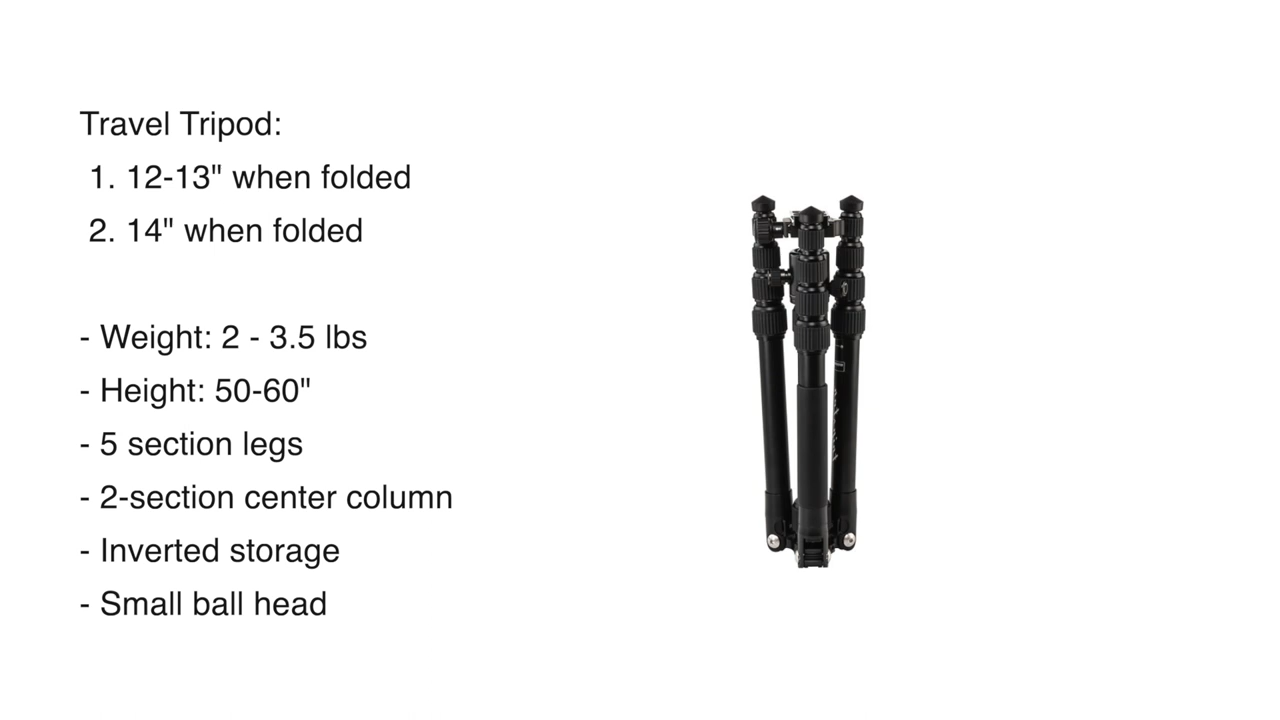 Travel Tripod:
1. 12-13" when folded
2. 14" when folded
- Weight: 2 - 3.5 lbs
- Height: 50-60"
- 5 section legs
- 2-section center column
- Inverted storage
- Small ball head